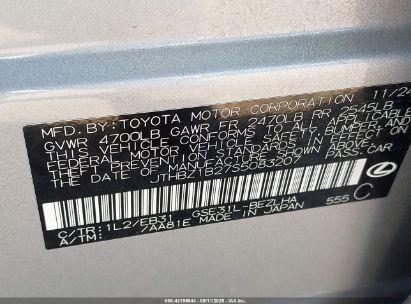 MFD.BY:TOYOTA MOTOR CORPORATION 11/24
GVWR 4700LB GAWR FR 2470LB RR 2545LB
THIS VEHICLE CONFORMS TO ALL APPLICABLE
FEDERAL MOTOR VEHICLE SAFETY, BUMPER AND
THEFT PREVENTION STANDARDS IN EFFECT ON
THE DATE OF MANUFACTURE SHOWN ABOVE.
JTMBZ1B27S5083207 PASS.CAR
C/TR:1L2/EB31 GSE31L-BEZLHA
A/TM: 7AAB1E MADE IN JAPAN 555 C